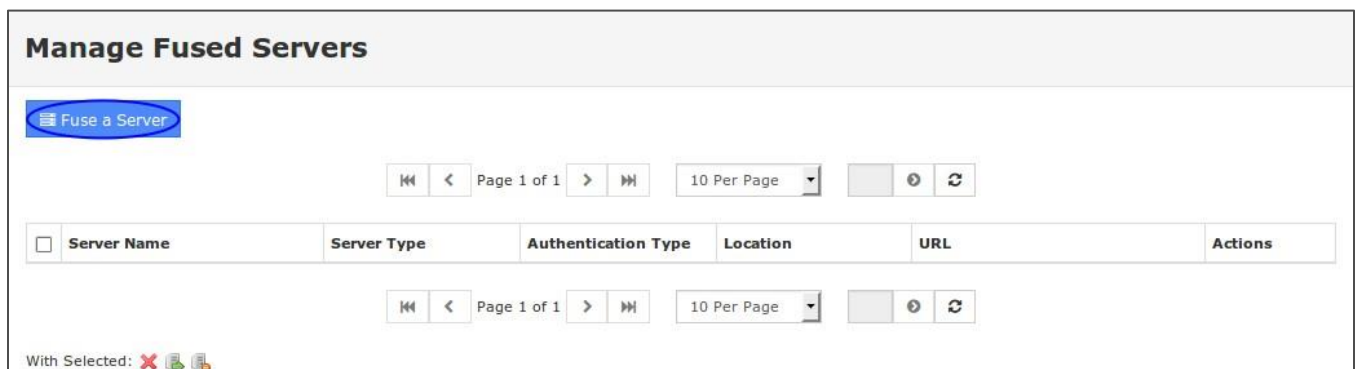 Manage Fused Servers
Fuse a Server
Page 1 of 1 10 Per Page
Server Name Server Type Authentication Type Location URL Actions
Page 1 of 1 10 Per Page
With Selected: